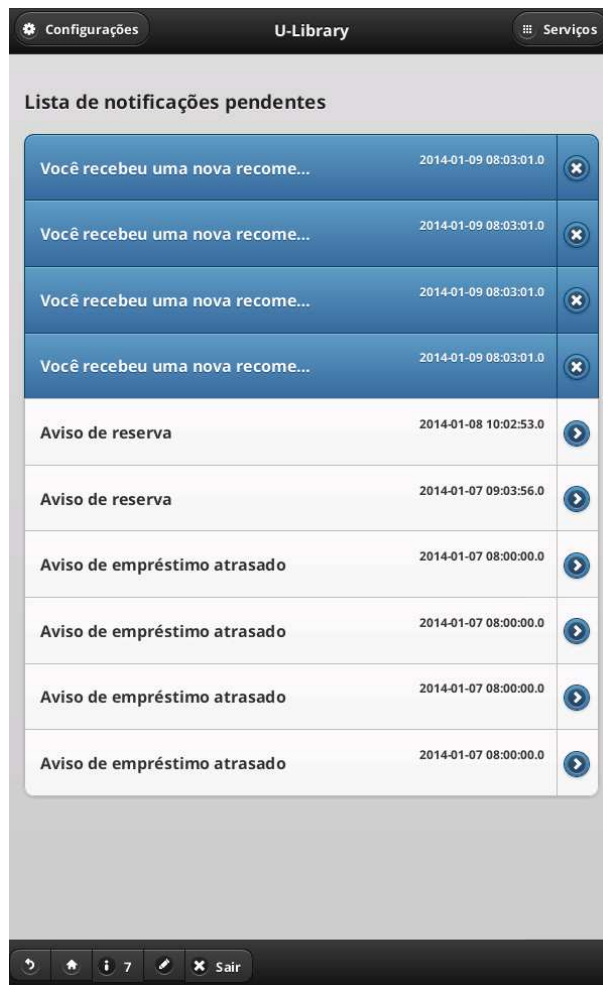 Configurações
U-Library
Serviços
Lista de notificações pendentes
Você recebeu uma nova recome... 2014-01-09 08:03:01.0
Você recebeu uma nova recome... 2014-01-09 08:03:01.0
Você recebeu uma nova recome... 2014-01-09 08:03:01.0
Você recebeu uma nova recome... 2014-01-09 08:03:01.0
Aviso de reserva 2014-01-08 10:02:53.0
Aviso de reserva 2014-01-07 09:03:56.0
Aviso de empréstimo atrasado 2014-01-07 08:00:00.0
Aviso de empréstimo atrasado 2014-01-07 08:00:00.0
Aviso de empréstimo atrasado 2014-01-07 08:00:00.0
Aviso de empréstimo atrasado 2014-01-07 08:00:00.0
7 Sair